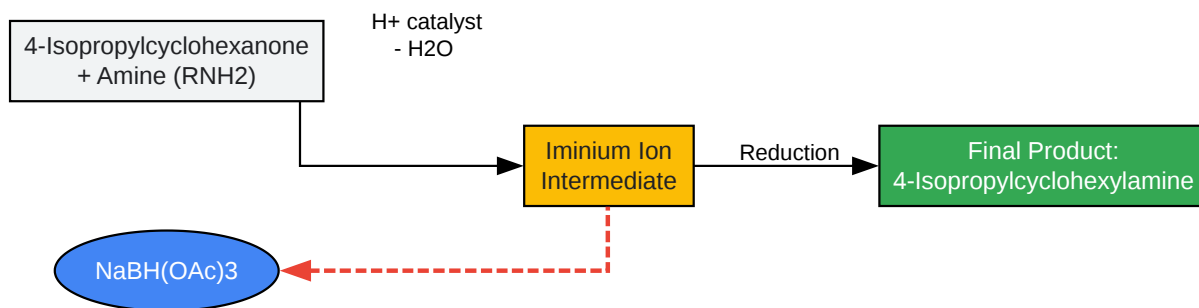 4-Isopropylcyclohexanone
+ Amine (RNH2)
H+ catalyst
- H2O
Iminium Ion
Intermediate
Reduction
Final Product:
4-Isopropylcyclohexylamine
NaBH(OAc)3